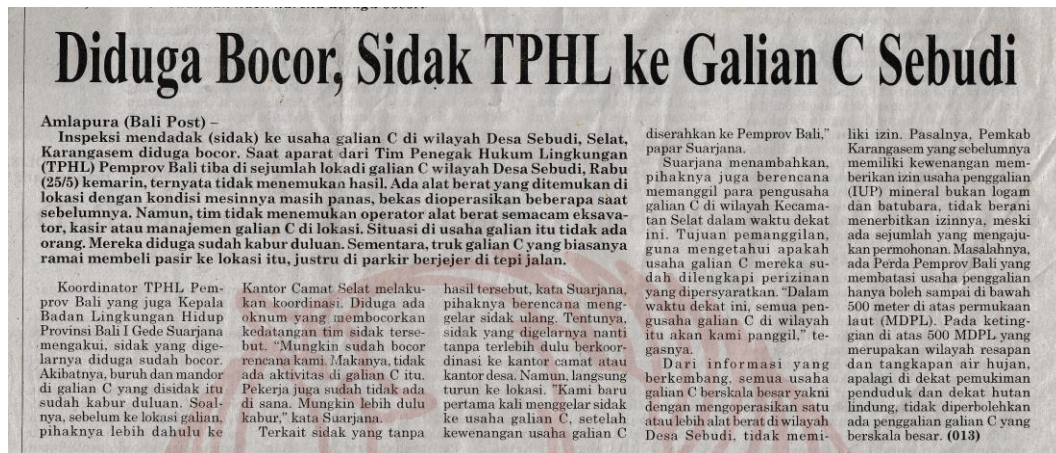 Diduga Bocor, Sidak TPHL ke Galian C Sebudi
Amlapura (Bali Post) –
Inspeksi mendadak (sidak) ke usaha galian C di wilayah Desa Sebudi, Selat,
Karangasem diduga bocor. Saat aparat dari Tim Penegak Hukum Lingkungan
(TPHL) Pemprov Bali tiba di sejumlah lokadi galian C wilayah Desa Sebudi, Rabu
(25/5) kemarin, ternyata tidak menemukan hasil. Ada alat berat yang ditemukan di
lokasi dengan kondisi mesinnya masih panas, bekas dioperasikan beberapa saat
sebelumnya. Namun, tim tidak menemukan operator alat berat semacam eksava-
tor, kasir atau manajemen galian C di lokasi. Situasi di usaha galian itu tidak ada
orang. Mereka diduga sudah kabur duluan. Sementara, truk galian C yang biasanya
ramai membeli pasir ke lokasi itu, justru di parkir berjejer di tepi jalan.
Koordinator TPHL Pem-
prov Bali yang juga Kepala
Badan Lingkungan Hidup
Provinsi Bali I Gede Suarjana
mengakui, sidak yang dige-
larnya diduga sudah bocor.
Akibatnya, buruh dan mandor
di galian C yang disidak itu
sudah kabur duluan. Soal-
nya, sebelum ke lokasi galian,
pihaknya lebih dahulu ke
Kantor Camat Selat melaku-
kan koordinasi. Diduga ada
oknum yang membocorkan
kedatangan tim sidak terse-
but. "Mungkin sudah bocor
rencana kami. Makanya, tidak
ada aktivitas di galian C itu.
Pekerja juga sudah tidak ada
di sana. Mungkin lebih dulu
kabur," kata Suarjana.
Terkait sidak yang tanpa
hasil tersebut, kata Suarjana,
pihaknya berencana meng-
gelar sidak ulang. Tentunya,
sidak yang digelarnya nanti
tanpa terlebih dulu berkoor-
dinasi ke kantor camat atau
kantor desa. Namun, langsung
turun ke lokasi. "Kami baru
pertama kali menggelar sidak
ke usaha galian C, setelah
kewenangan usaha galian C
diserahkan ke Pemprov Bali,"
papar Suarjana.
Suarjana menambahkan,
pihaknya juga berencana
memanggil para pengusaha
galian C di wilayah Kecama-
tan Selat dalam waktu dekat
ini. Tujuan pemanggilan,
guna mengetahui apakah
usaha galian C mereka su-
dah dilengkapi perizinan
yang dipersyaratkan. "Dalam
waktu dekat ini, semua pen-
gusaha galian C di wilayah
itu akan kami panggil," te-
gasnya.
Dari informasi yang
berkembang, semua usaha
galian C berskala besar yakni
dengan mengoperasikan satu
atau lebih alat berat di wilayah
Desa Sebudi, tidak memi-
liki izin. Pasalnya, Pemkab
Karangasem yang sebelumnya
memiliki kewenangan mem-
berikan izin usaha penggalian
(IUP) mineral bukan logam
dan batubara, tidak berani
menerbitkan izinnya, meski
ada sejumlah yang mengaju-
kan permohonan. Masalahnya,
ada Perda Pemprov Bali yang
membatasi usaha penggalian
hanya boleh sampai di bawah
500 meter di atas permukaan
laut (MDPL). Pada keting-
gian di atas 500 MDPL yang
merupakan wilayah resapan
dan tangkapan air hujan,
apalagi di dekat pemukiman
penduduk dan dekat hutan
lindung, tidak diperbolehkan
ada penggalian galian C yang
berskala besar. (013)